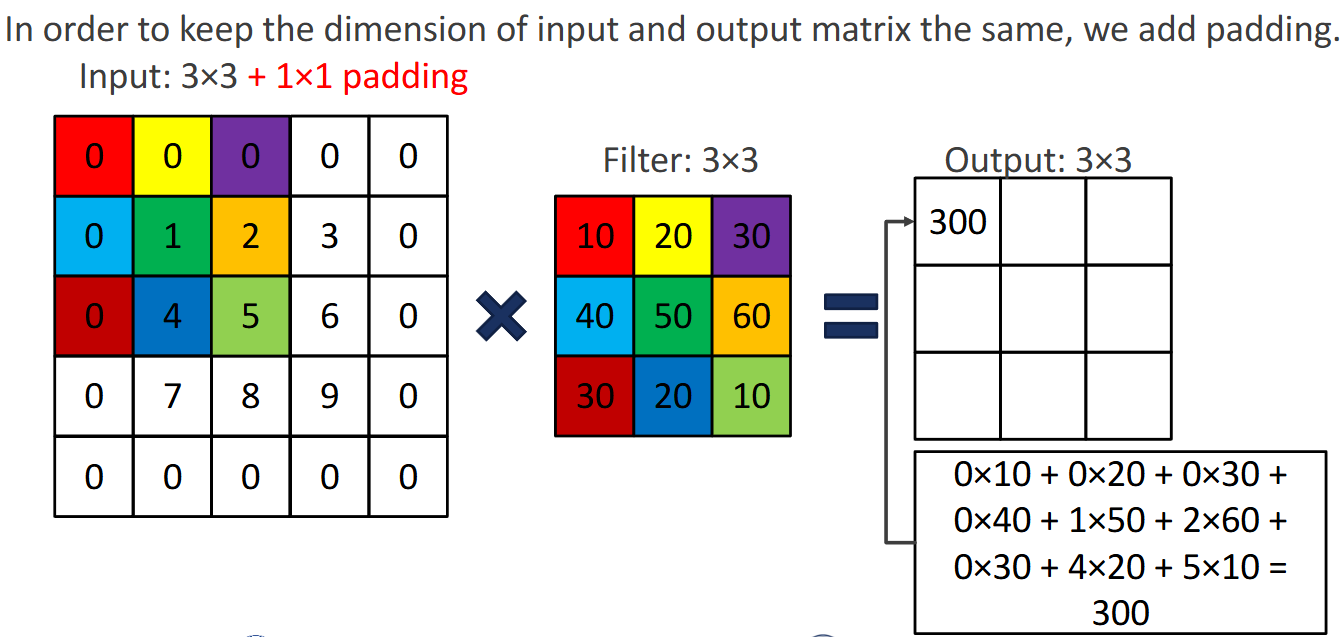 In order to keep the dimension of input and output matrix the same, we add padding.
Input: 3×3 + 1×1 padding
0 0 0 0 0
0 1 2 3 0
0 4 5 6 0
0 7 8 9 0
0 0 0 0 0
Filter: 3×3
10 20 30
40 50 60
30 20 10
Output: 3×3
300
0×10 + 0×20 + 0×30 +
0×40 + 1×50 + 2×60 +
0×30 + 4×20 + 5×10 =
300